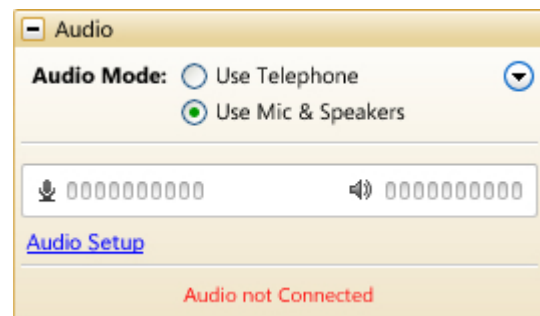 Audio
Audio Mode: Use Telephone
Use Mic & Speakers
Audio Setup
Audio not Connected